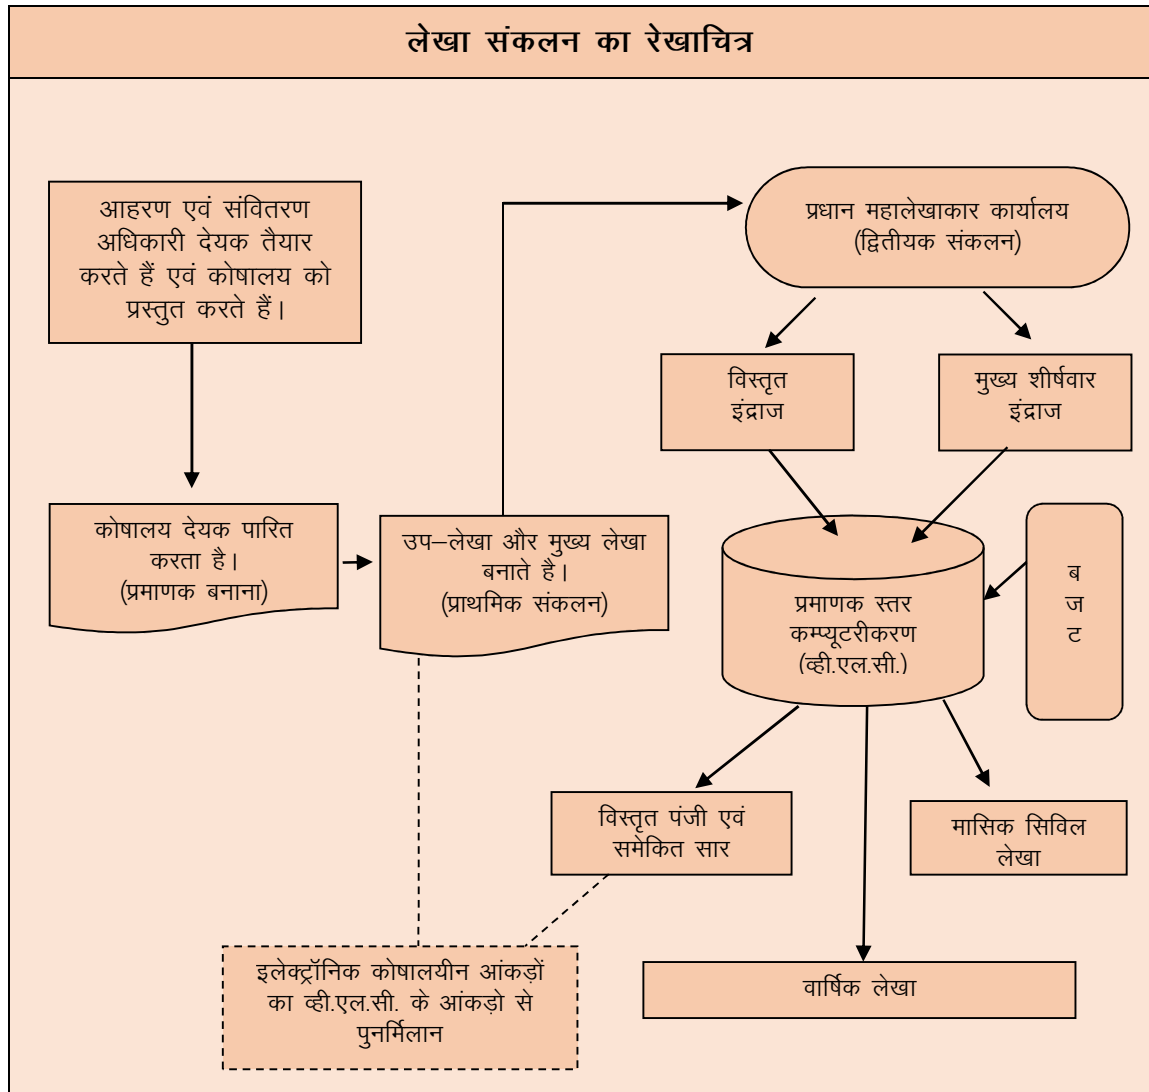 लेखा संकलन का रेखाचित्र
आहरण एवं संवितरण
अधिकारी देयक तैयार
करते हैं एवं कोषालय को
प्रस्तुत करते हैं।
प्रधान महालेखाकार कार्यालय
(द्वितीयक संकलन)
विस्तृत
इंद्राज
मुख्य शीर्षवार
इंद्राज
कोषालय देयक पारित
करता है।
(प्रमाणक बनाना)
उप–लेखा और मुख्य लेखा
बनाते है।
(प्राथमिक संकलन)
प्रमाणक स्तर
कम्प्यूटरीकरण
(व्ही.एल.सी.)
ब
ज
ट
विस्तृत पंजी एवं
समेकित सार
मासिक सिविल
लेखा
इलेक्ट्रॉनिक कोषालयीन आंकड़ों
का व्ही.एल.सी. के आंकड़ो से
पुनर्मिलान
वार्षिक लेखा